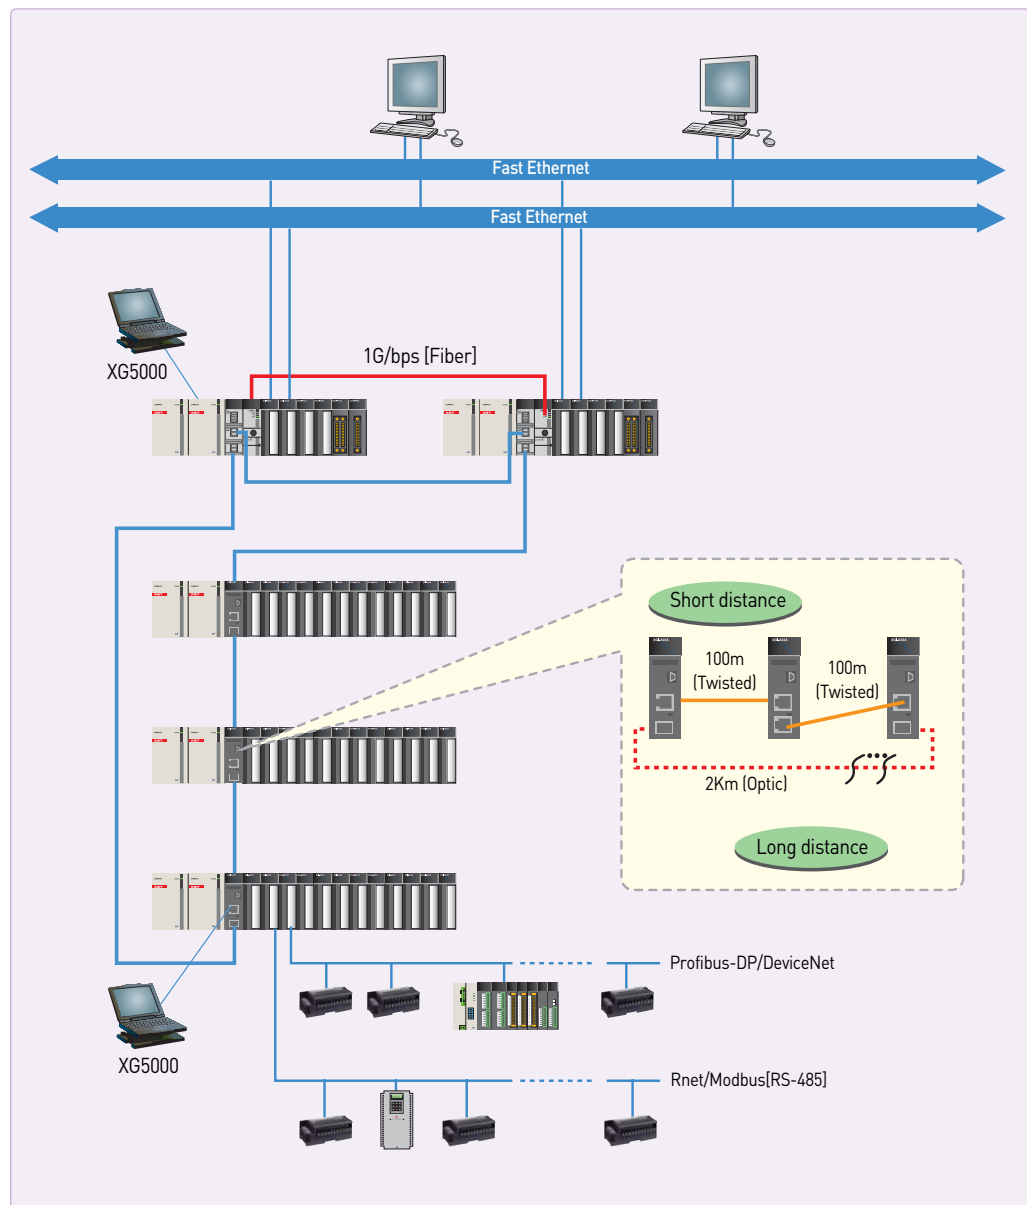 Fast Ethernet
Fast Ethernet
XG5000
1G/bps [Fiber]
Short distance
100m
(Twisted)
100m
(Twisted)
2Km (Optic)
Long distance
Profibus-DP/DeviceNet
XG5000
Rnet/Modbus[RS-485]